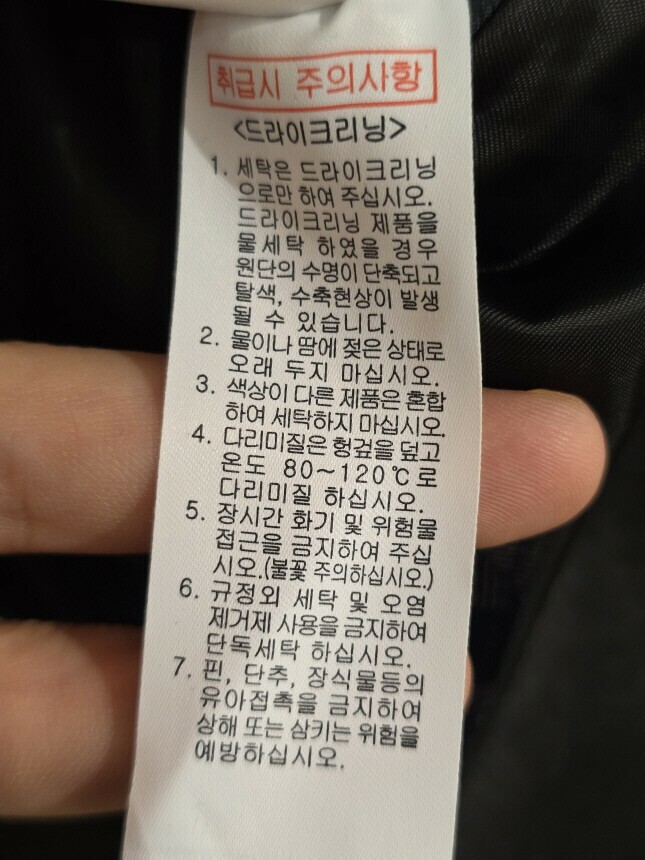 취급시 주의사항
<드라이크리닝>
1. 세탁은 드라이크리닝
으로만 하여 주십시오.
드라이크리닝 제품을
물세탁 하였을 경우
원단의 수명이 단축되고
탈색, 수축현상이 발생
될 수 있습니다.
2. 물이나 땀에 젖은 상태로
오래 두지 마십시오.
3. 색상이 다른 제품은 혼합
하여 세탁하지 마십시오.
4. 다리미질은 헝겊을 덮고
온도 80~120℃로
다리미질 하십시오.
5. 장시간 화기 및 위험물
접근을 금지하여 주십
시오.(불꽃 주의하십시오.)
6. 규정외 세탁 및 오염
제거제 사용을 금지하여
단독세탁 하십시오.
7. 핀, 단추, 장식물등의
유아접촉을 금지하여
상해 또는 삼키는 위험을
예방하십시오.